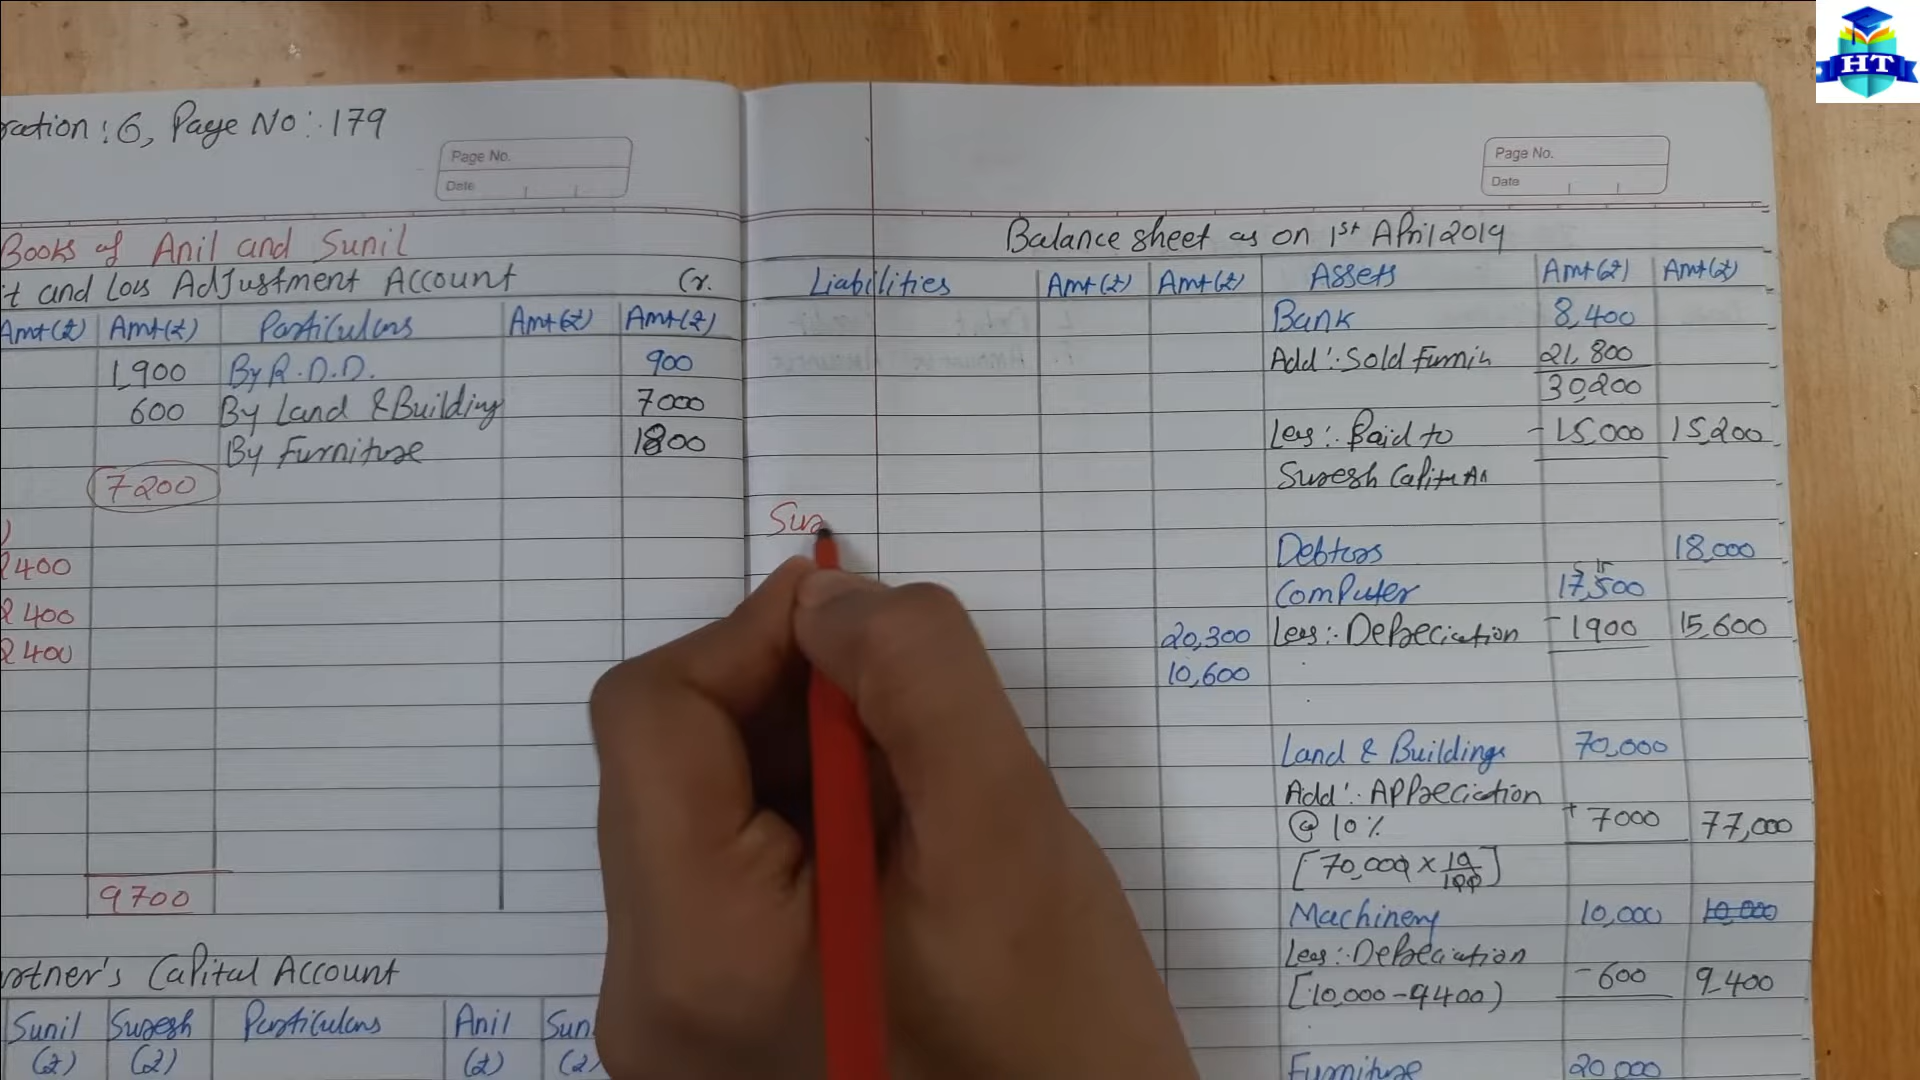 HT
ration : 6, Page No : 179
Page No.
Date
Books of Anil and Sunil
t and Loss Adjustment Account Cr.
Amt(₹) Amt(₹) Particulars Amt(₹) Amt(₹)
1,900 By R.D.D. 900
600 By Land & Building 7000
By Furniture 1800
7200
)
2400
2400
2400
9700
rtner's Capital Account
Sunil Suresh Particulars Anil Sun
(₹) (₹) (₹) (₹)
Page No.
Date
Balance sheet as on 1st April 2019
Liabilities Amt(₹) Amt(₹) Assets Amt(₹) Amt(₹)
Bank 8,400
Add: Sold Furnin 21,800
30,200
Less: Paid to - 15,000 15,200
Suresh Capital
Sur
Debtors 18,000
Computer 17,500
20,300 Less: Depreciation - 1900 15,600
10,600
Land & Buildings 70,000
Add: Appreciation
@ 10% + 7000 77,000
[70,000 × 10/100]
Machinery 10,000 10,000
Less: Depreciation
[10,000-9400) - 600 9,400
Furniture 20,000